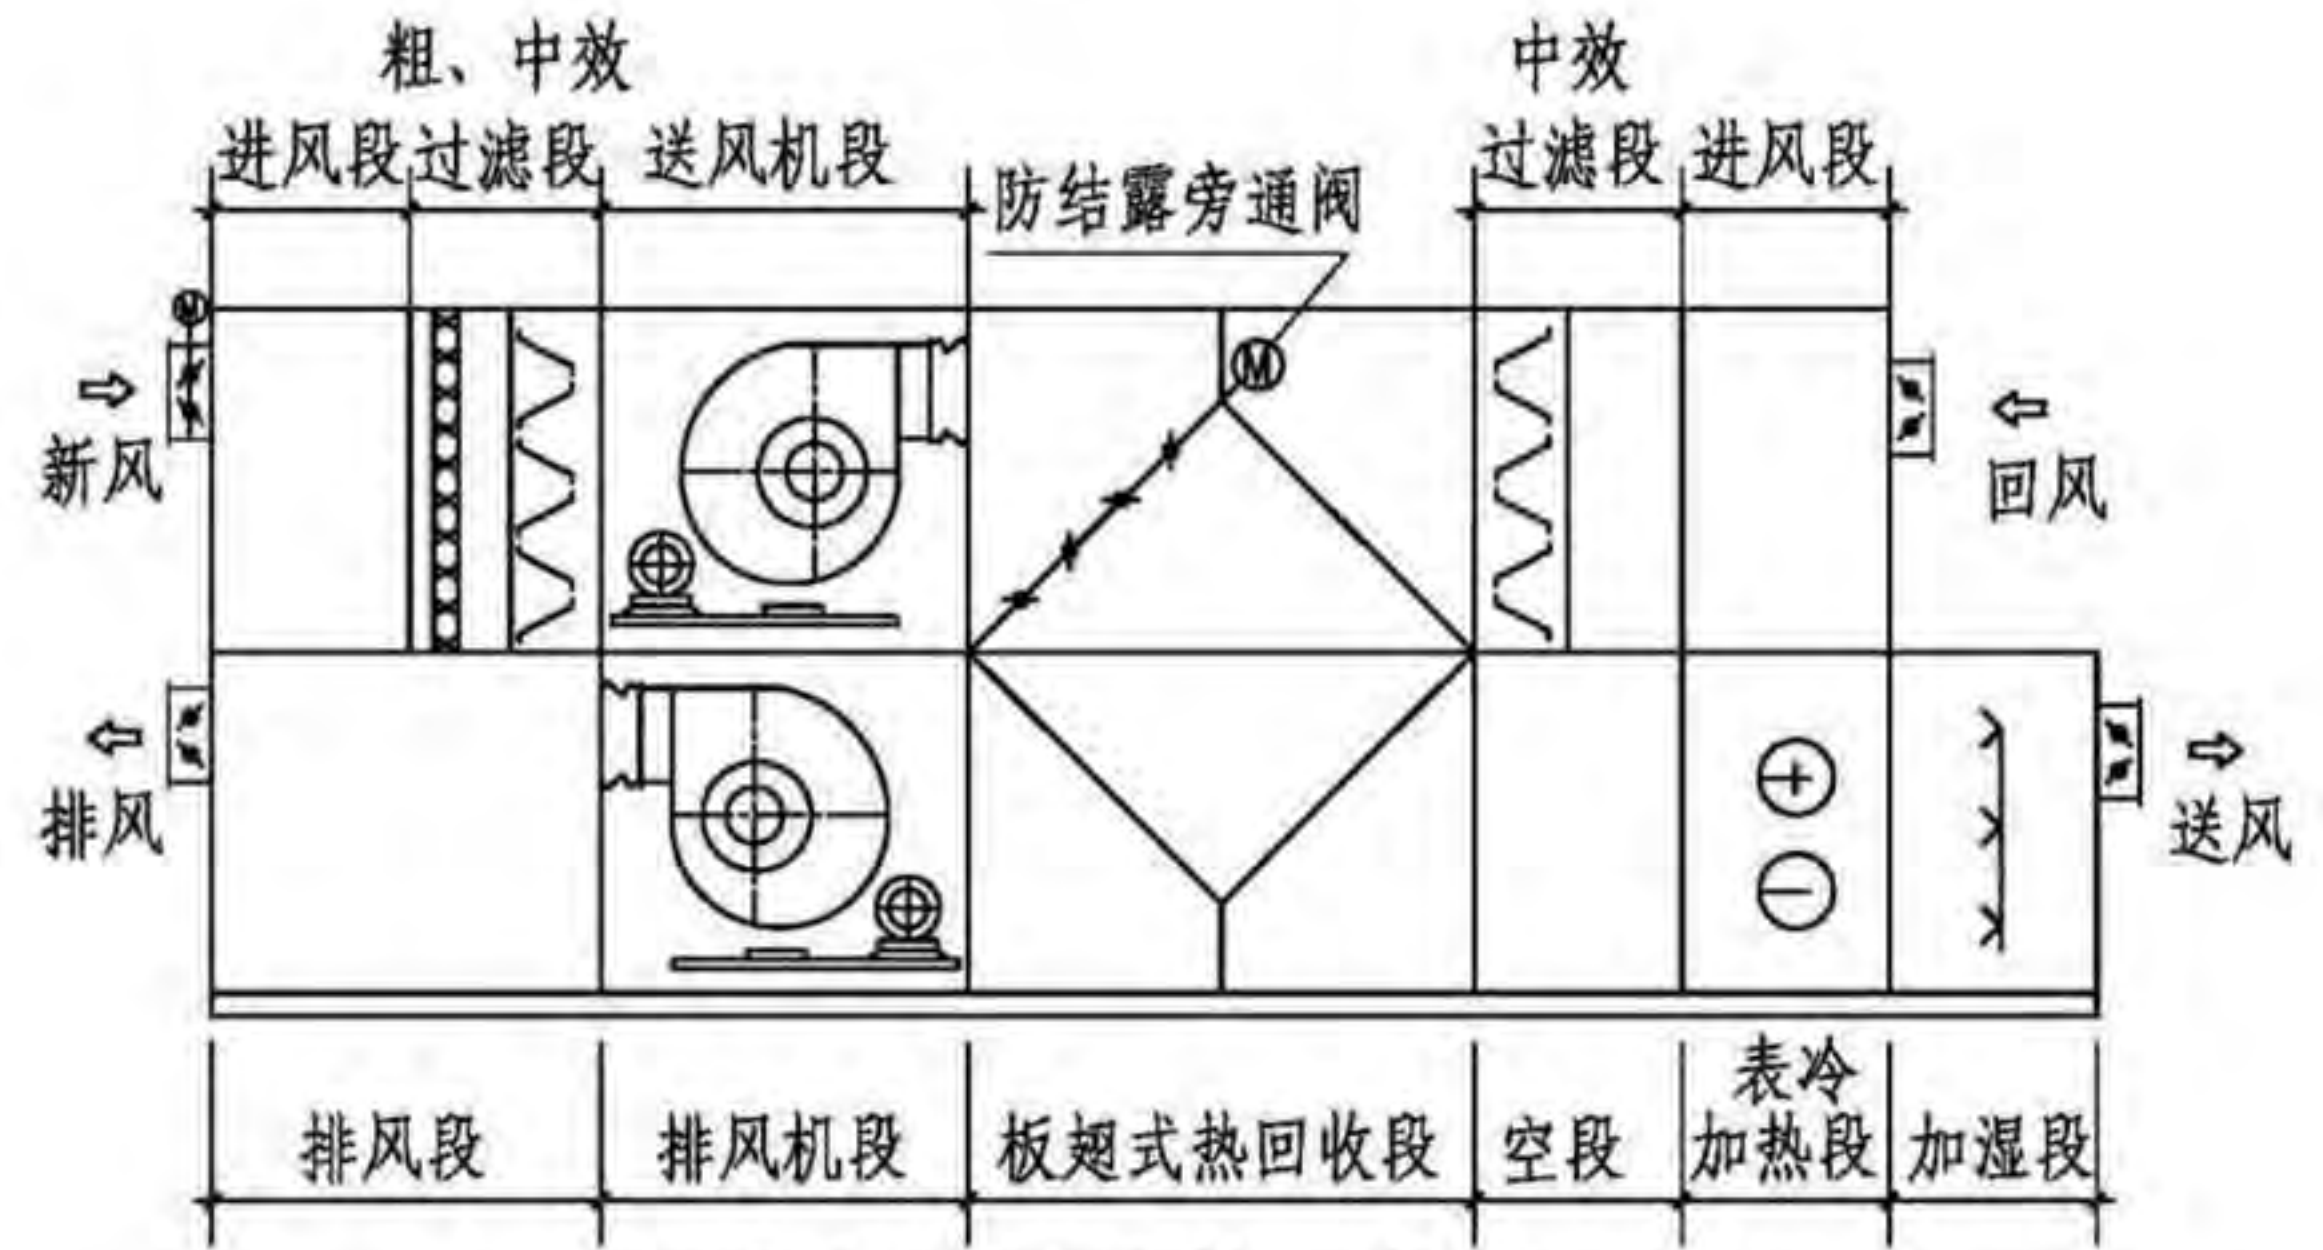 粗、中效
中效
进风段
过滤段
送风机段
防结露旁通阀
过滤段
进风段
M
M
新风
回风
排风
送风
排风段
排风机段
板翅式热回收段
空段
表冷
加热段
加湿段